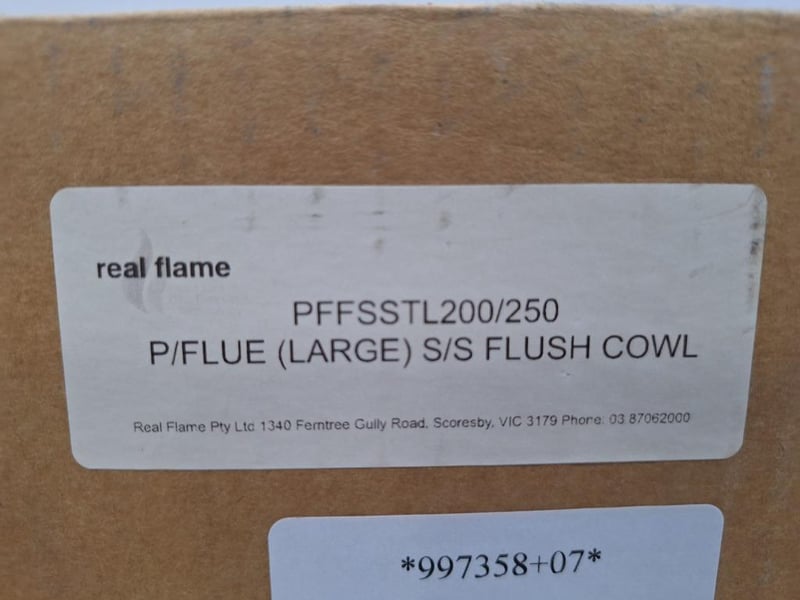 real flame
PFFSSTL200/250
P/FLUE (LARGE) S/S FLUSH COWL
Real Flame Pty Ltd 1340 Ferntree Gully Road, Scoresby, VIC 3179 Phone: 03 87062000
*997358+07*